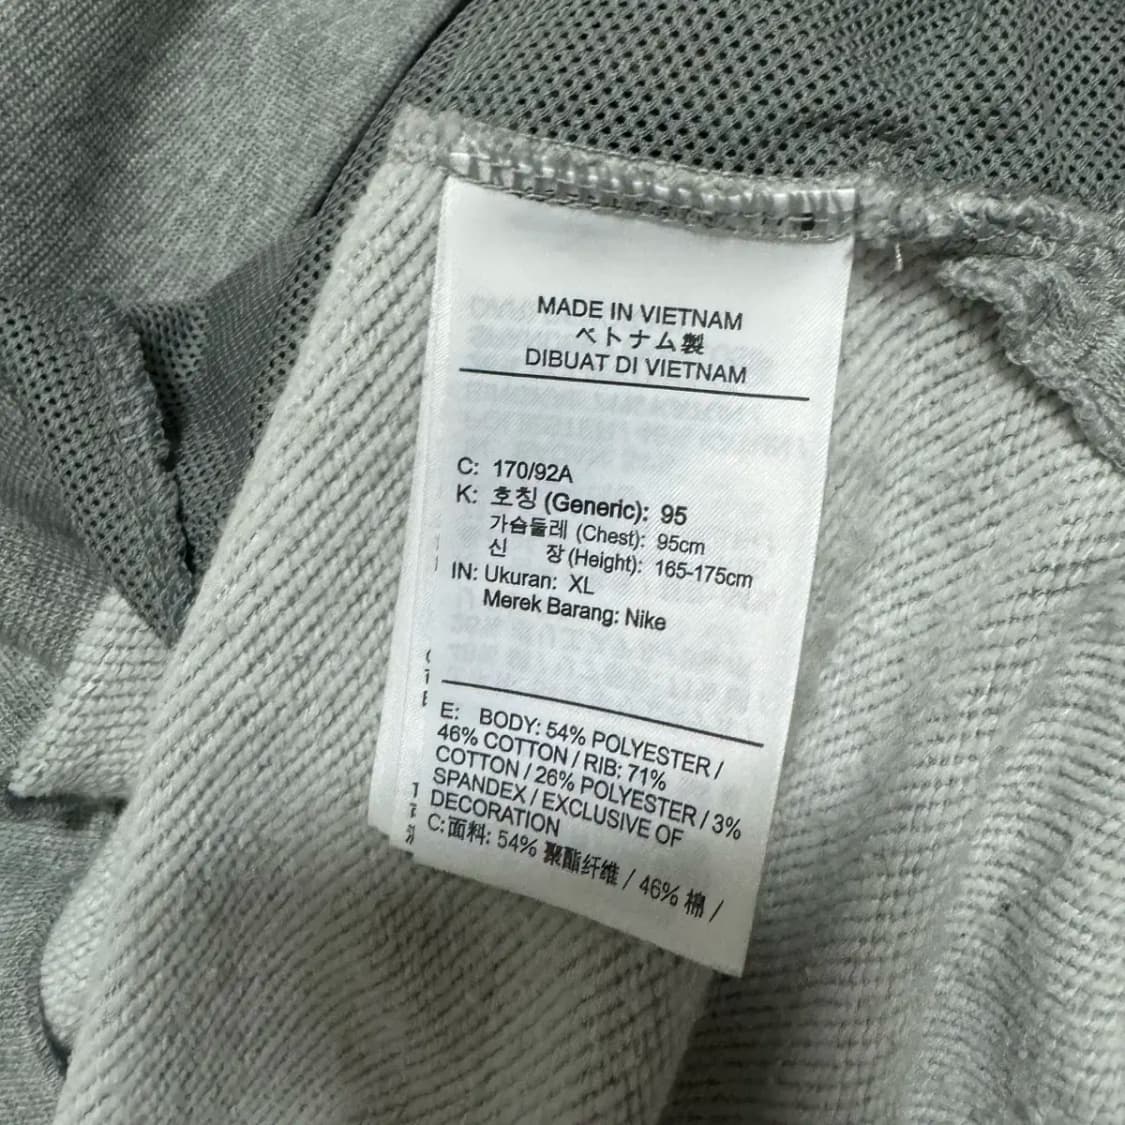 MADE IN VIETNAM
ベトナム製
DIBUAT DI VIETNAM
C: 170/92A
K: 호칭 (Generic): 95
가슴둘레 (Chest): 95cm
신 장 (Height): 165-175cm
IN: Ukuran: XL
Merek Barang: Nike
E: BODY: 54% POLYESTER /
46% COTTON / RIB: 71%
COTTON / 26% POLYESTER / 3%
SPANDEX / EXCLUSIVE OF
DECORATION
C: 面料: 54% 聚酯纤维 / 46% 棉 /